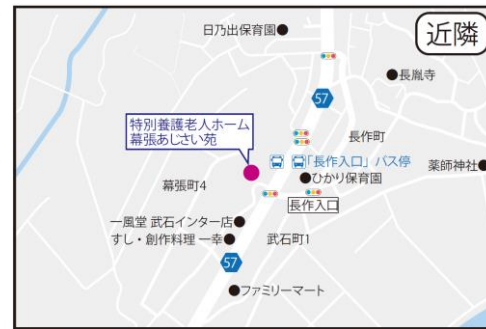 近隣
日乃出保育園
長胤寺
57
特別養護老人ホーム
幕張あじさい苑
長作町
「長作入口」バス停
薬師神社
ひかり保育園
幕張町4
長作入口
一風堂 武石インター店
すし・創作料理 一幸
武石町1
57
ファミリーマート